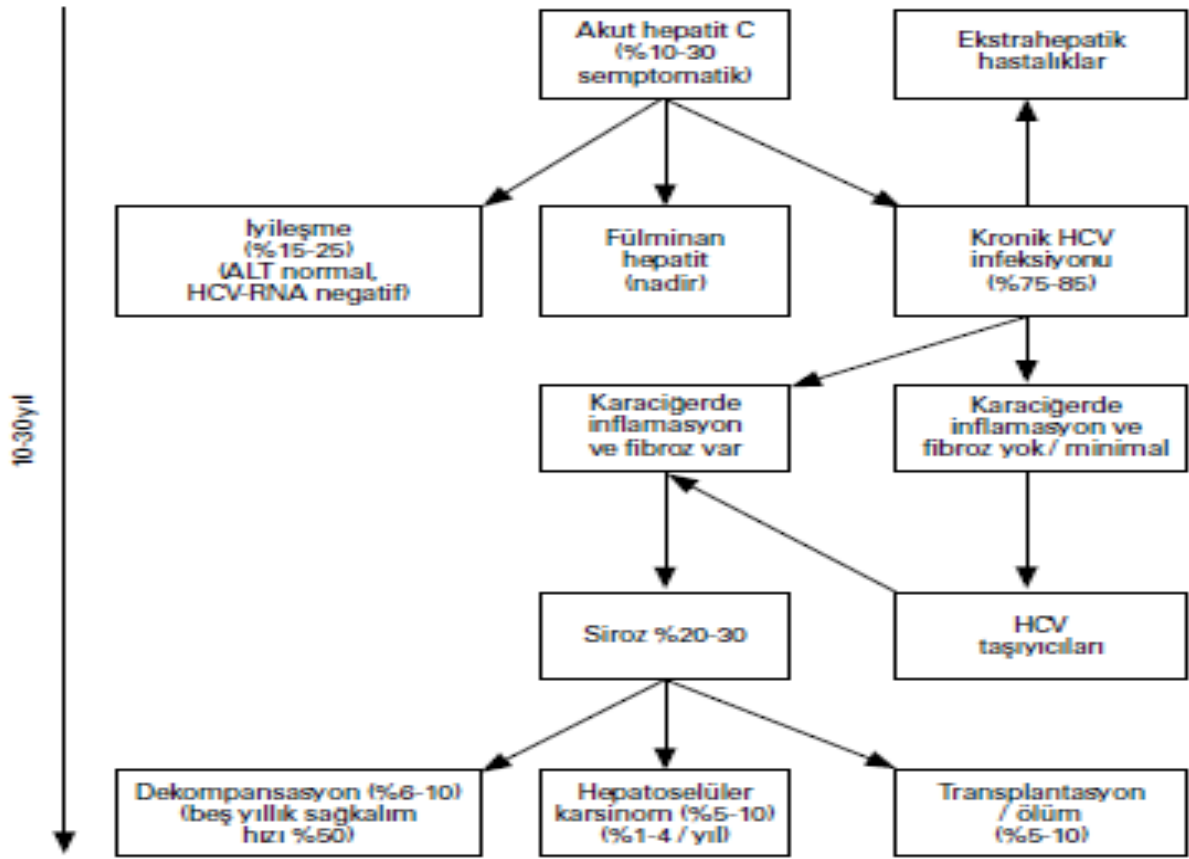 Akut hepatit C
(%10-30
semptomatik)
Ekstrahepatik
hastalıklar
İyileşme
(%15-25)
(ALT normal,
HCV-RNA negatif)
Fülminan
hepatit
(nadir)
Kronik HCV
infeksiyonu
(%75-85)
10-30yıl
Karaciğerde
inflamasyon
ve fibroz var
Karaciğerde
inflamasyon ve
fibroz yok / minimal
Siroz %20-30
HCV
taşıyıcıları
Dekompansasyon (%6-10)
(beş yıllık sağkalım
hızı %50)
Hepatoselüler
karsinom (%5-10)
(%1-4 / yıl)
Transplantasyon
/ ölüm
(%5-10)